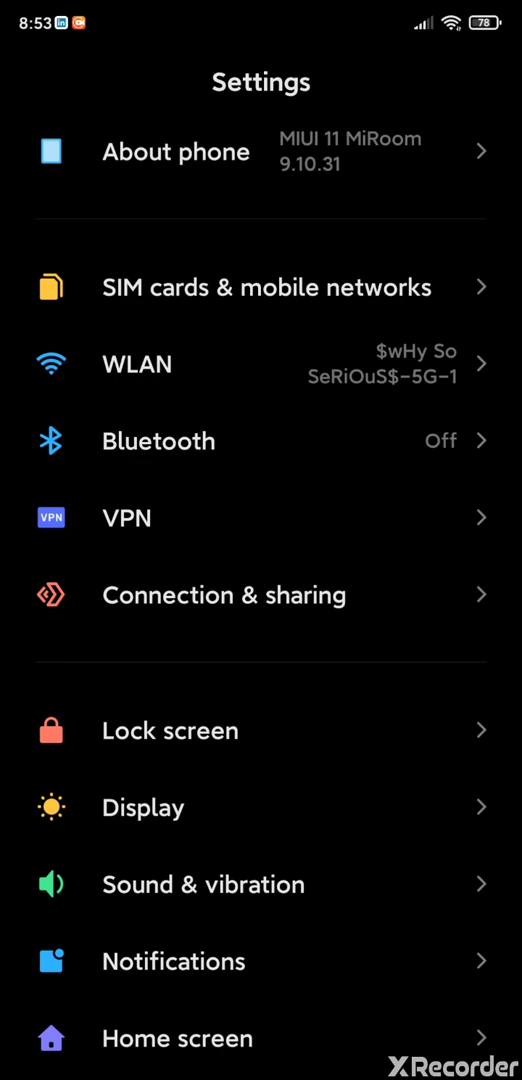 8:53 in 78
Settings
About phone MIUI 11 MiRoom
9.10.31
SIM cards & mobile networks
WLAN $wHy So
SeRiOuS$-5G-1
Bluetooth Off
VPN VPN
Connection & sharing
Lock screen
Display
Sound & vibration
Notifications
Home screen
XRecorder